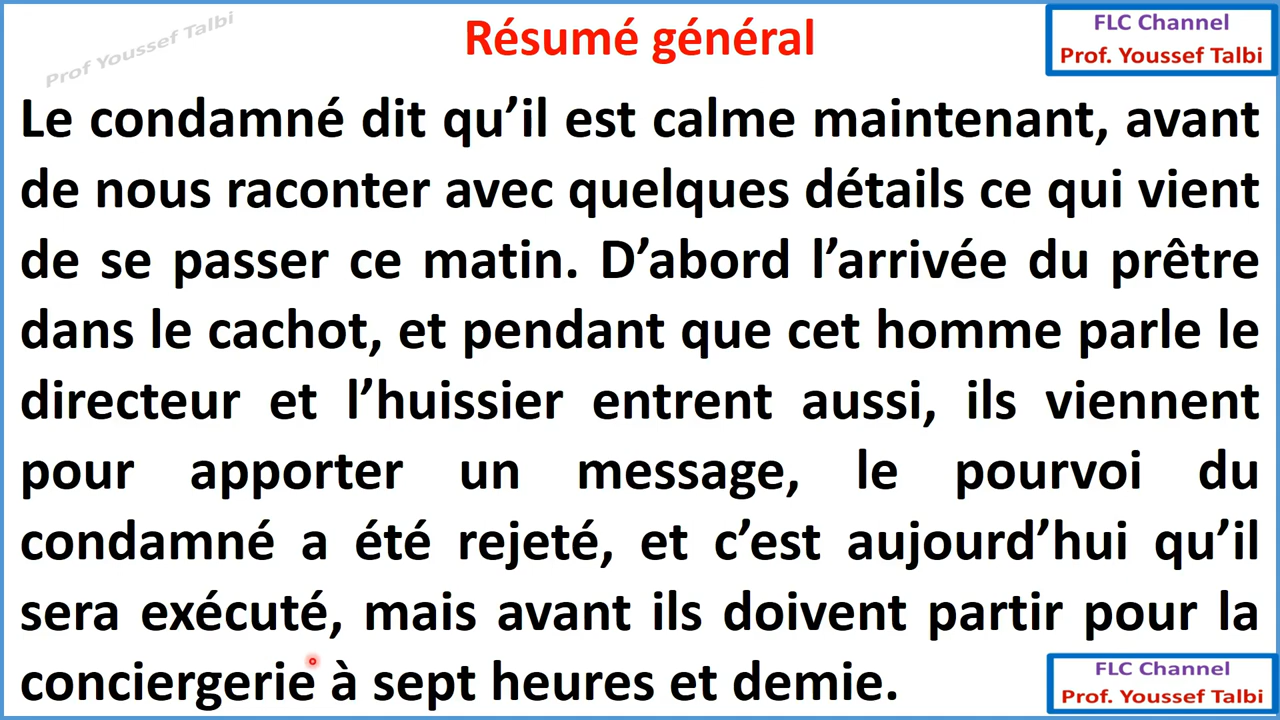 Prof Youssef Talbi
Résumé général
FLC Channel
Prof. Youssef Talbi
Le condamné dit qu’il est calme maintenant, avant
de nous raconter avec quelques détails ce qui vient
de se passer ce matin. D’abord l’arrivée du prêtre
dans le cachot, et pendant que cet homme parle le
directeur et l’huissier entrent aussi, ils viennent
pour apporter un message, le pourvoi du
condamné a été rejeté, et c’est aujourd’hui qu’il
sera exécuté, mais avant ils doivent partir pour la
conciergerie à sept heures et demie.
FLC Channel
Prof. Youssef Talbi